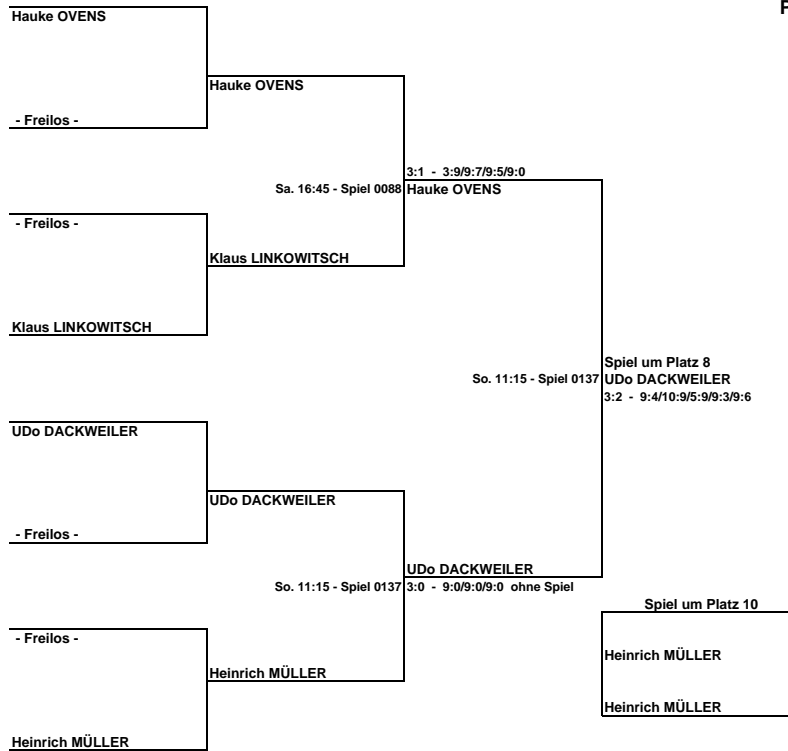 Hauke OVENS
P
Hauke OVENS
- Freilos -
3:1 - 3:9/9:7/9:5/9:0
Sa. 16:45 - Spiel 0088 Hauke OVENS
- Freilos -
Klaus LINKOWITSCH
Klaus LINKOWITSCH
Spiel um Platz 8
So. 11:15 - Spiel 0137 UDo DACKWEILER
3:2 - 9:4/10:9/5:9/9:3/9:6
UDo DACKWEILER
UDo DACKWEILER
- Freilos -
UDo DACKWEILER
So. 11:15 - Spiel 0137 3:0 - 9:0/9:0/9:0 ohne Spiel
Spiel um Platz 10
- Freilos -
Heinrich MÜLLER
Heinrich MÜLLER
Heinrich MÜLLER
Heinrich MÜLLER